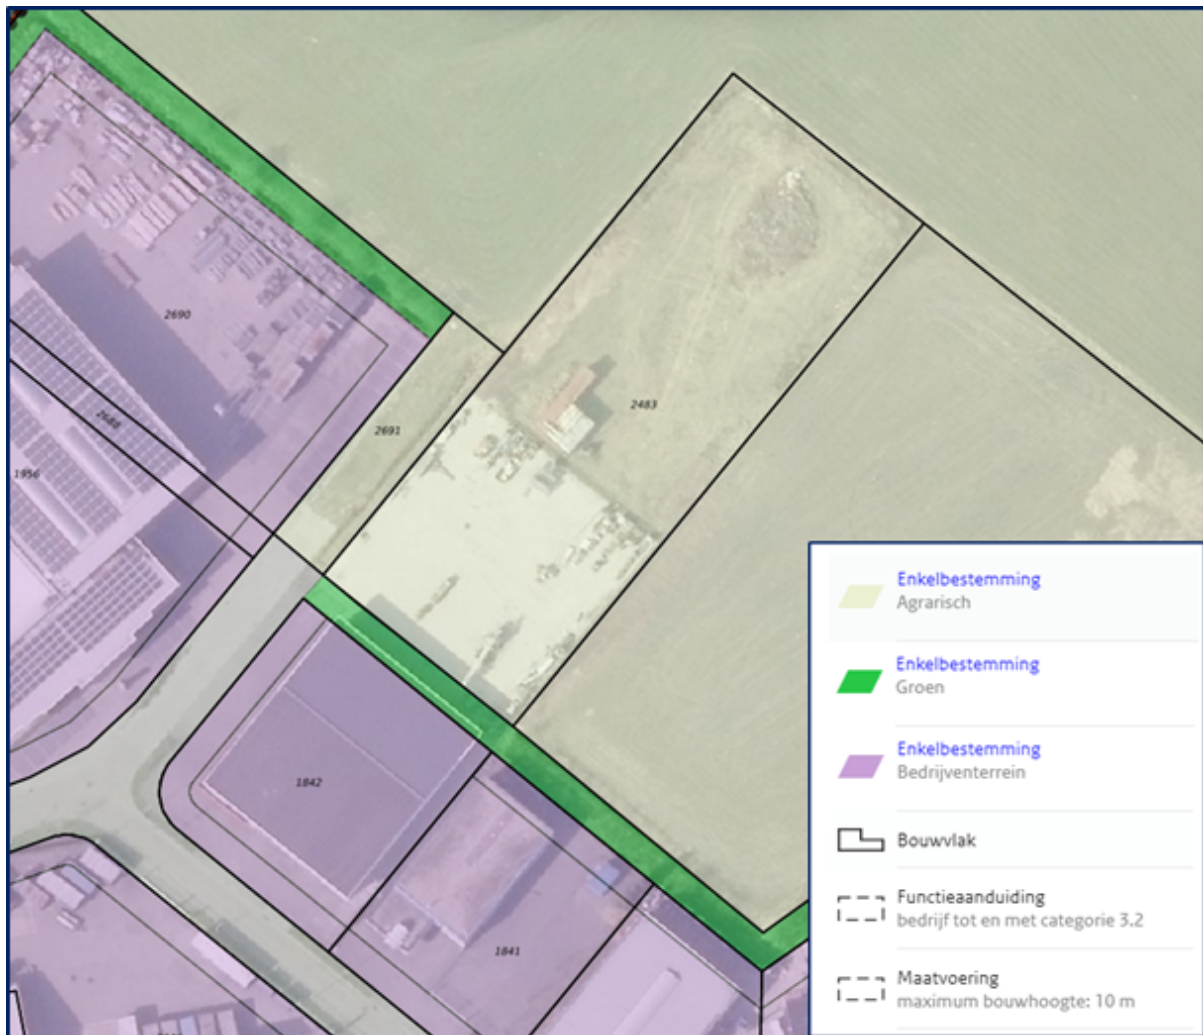 2690
2688
1956
2691
2483
1842
1841
Enkelbestemming
Agrarisch
Enkelbestemming
Groen
Enkelbestemming
Bedrijventerrein
Bouwvlak
Functieaanduiding
bedrijf tot en met categorie 3.2
Maatvoering
maximum bouwhoogte: 10 m